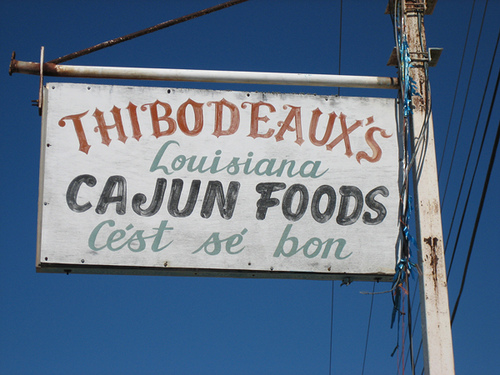 THIBODEAUX'S
Louisiana
CAJUN FOODS
Cést sé bon